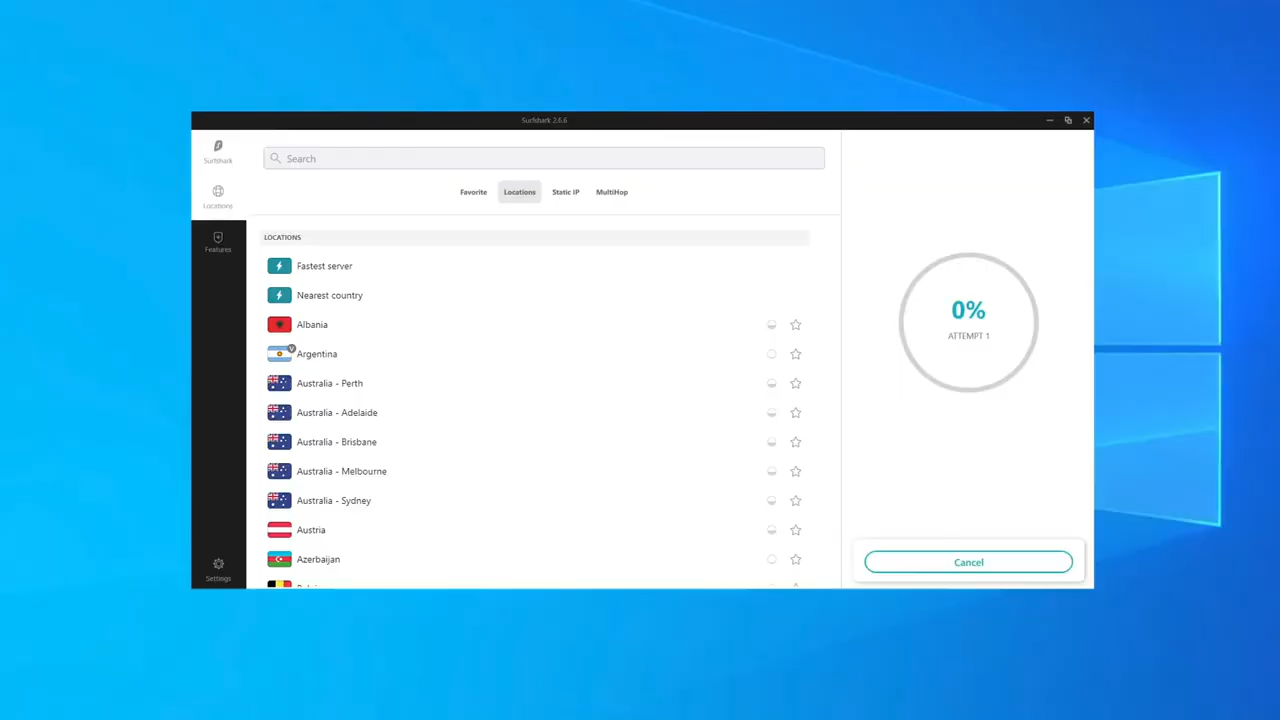 Surfshark 2.6.6
Surfshark
Search
Locations
Favorite Locations Static IP MultiHop
LOCATIONS
Features
Fastest server
Nearest country
Albania
V
Argentina
Australia - Perth
Australia - Adelaide
Australia - Brisbane
Australia - Melbourne
Australia - Sydney
Austria
Azerbaijan
Settings
0%
ATTEMPT 1
Cancel